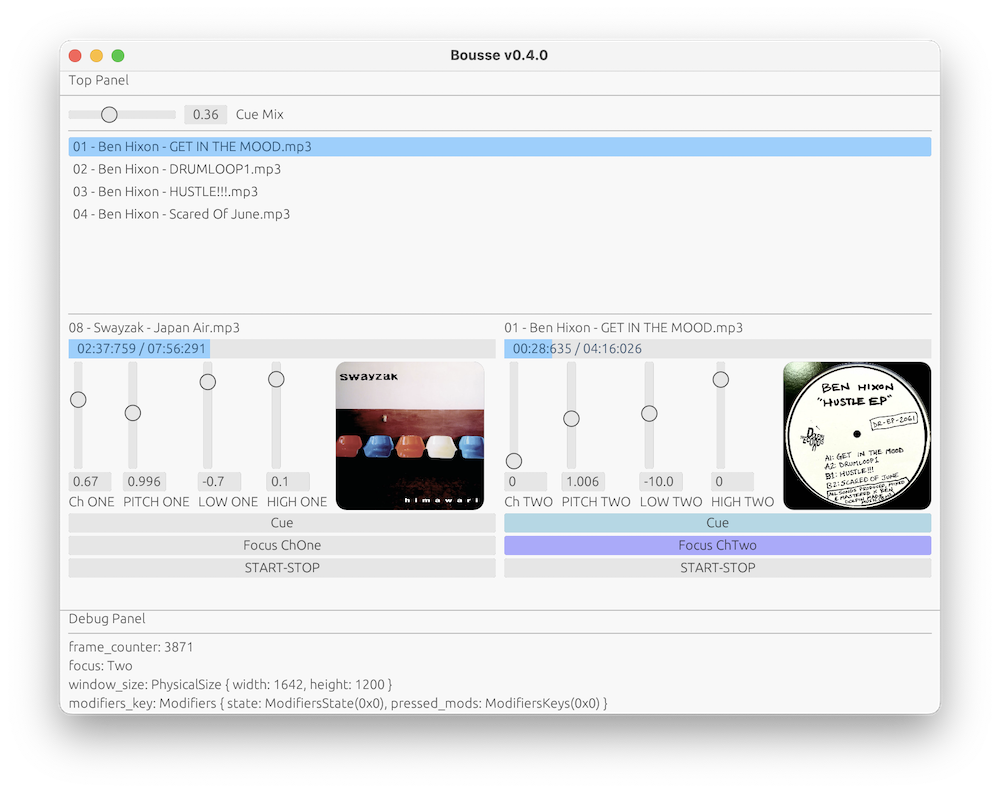 Bousse v0.4.0
Top Panel
0.36 Cue Mix
01 - Ben Hixon - GET IN THE MOOD.mp3
02 - Ben Hixon - DRUMLOOP1.mp3
03 - Ben Hixon - HUSTLE!!!.mp3
04 - Ben Hixon - Scared Of June.mp3
08 - Swayzak - Japan Air.mp3
02:37:759 / 07:56:291
swayzak
himawari
0.67 0.996 -0.7 0.1
Ch ONE PITCH ONE LOW ONE HIGH ONE
Cue
Focus ChOne
START-STOP
01 - Ben Hixon - GET IN THE MOOD.mp3
00:28:635 / 04:16:026
BEN HIXON
"HUSTLE EP"
DR-EP-2061
A1: GET IN THE MOOD
A2: DRUMLOOP1
B1: HUSTLE!!!
B2: SCARED OF JUNE
0 1.006 -10.0 0
Ch TWO PITCH TWO LOW TWO HIGH TWO
Cue
Focus ChTwo
START-STOP
Debug Panel
frame_counter: 3871
focus: Two
window_size: PhysicalSize { width: 1642, height: 1200 }
modifiers_key: Modifiers { state: ModifiersState(0x0), pressed_mods: ModifiersKeys(0x0) }